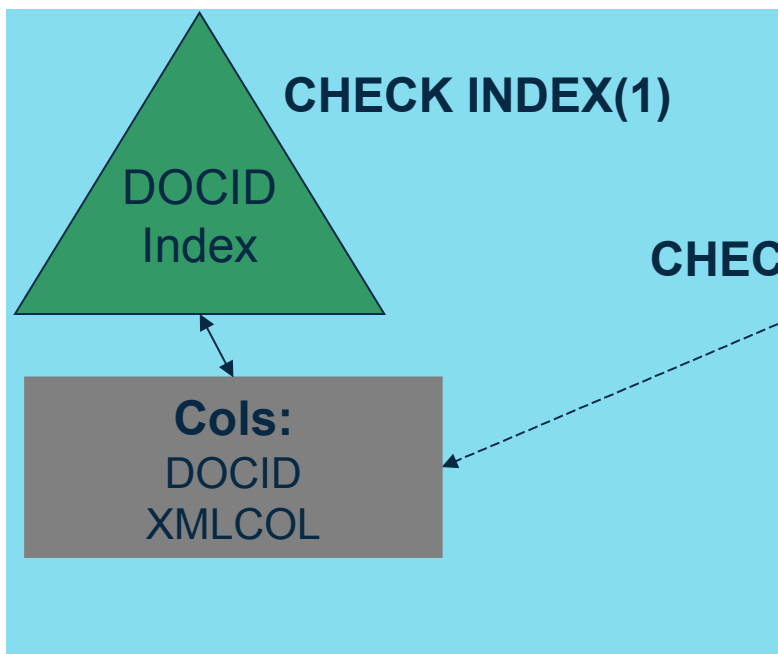 CHECK INDEX(1)
DOCID
Index
CHEC
Cols:
DOCID
XMLCOL